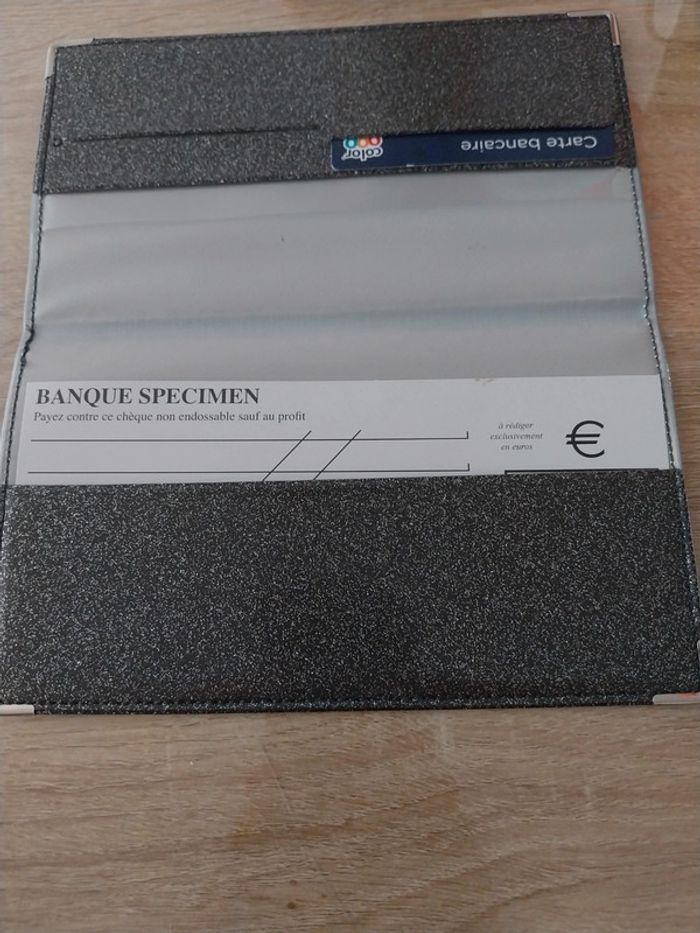 Carte bancaire
color
BANQUE SPECIMEN
Payez contre ce chèque non endossable sauf au profit
à rédiger
exclusivement
en euros
€